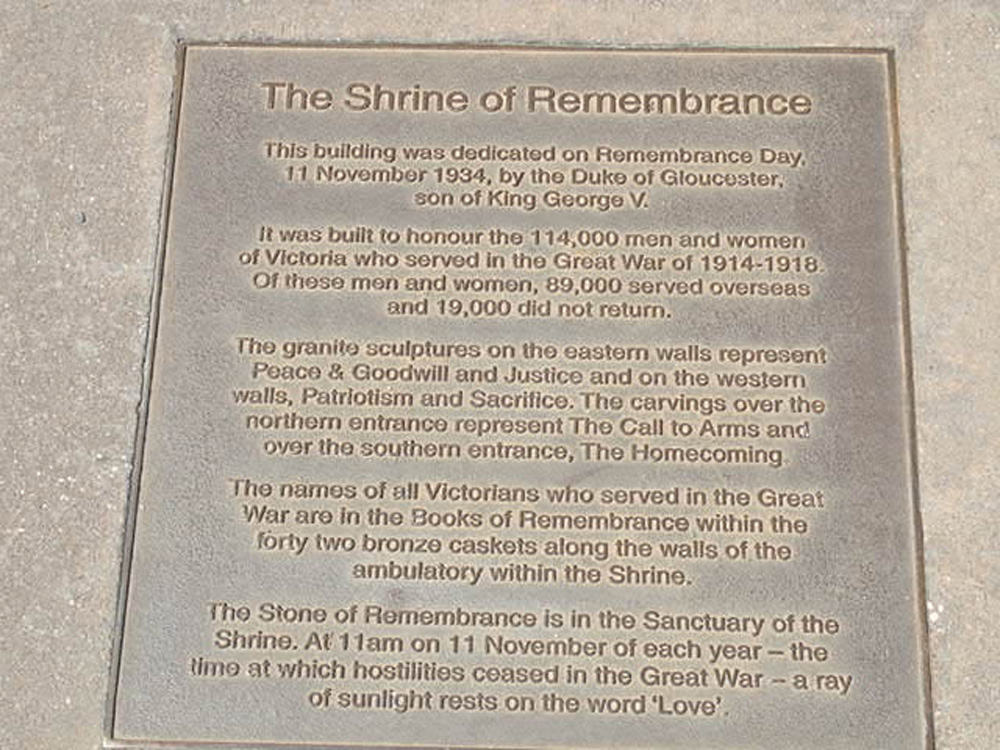 The Shrine of Remembrance
This building was dedicated on Remembrance Day,
11 November 1934, by the Duke of Gloucester,
son of King George V.
It was built to honour the 114,000 men and women
of Victoria who served in the Great War of 1914-1918.
Of these men and women, 89,000 served overseas
and 19,000 did not return.
The granite sculptures on the eastern walls represent
Peace & Goodwill and Justice and on the western
walls, Patriotism and Sacrifice. The carvings over the
northern entrance represent The Call to Arms and
over the southern entrance, The Homecoming
The names of all Victorians who served in the Great
War are in the Books of Remembrance within the
forty two bronze caskets along the walls of the
ambulatory within the Shrine.
The Stone of Remembrance is in the Sanctuary of the
Shrine. At 11am on 11 November of each year – the
time at which hostilities ceased in the Great War – a ray
of sunlight rests on the word ‘Love’.